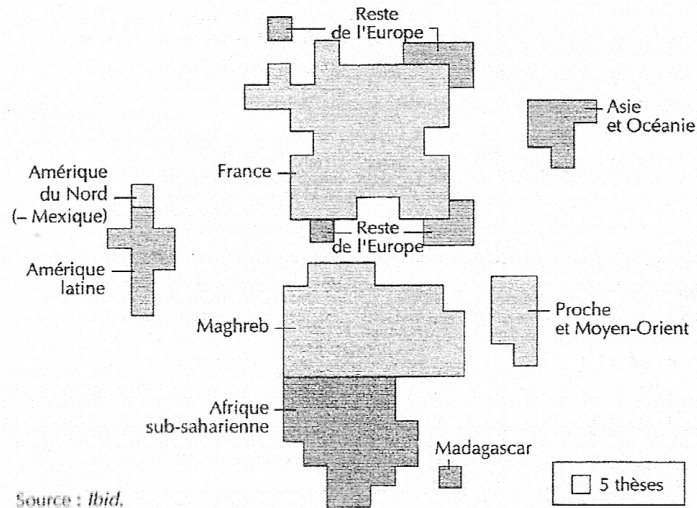 Reste
de l'Europe
Asie
et Océanie
Amérique
du Nord
(– Mexique)
France
Amérique
latine
Reste
de l'Europe
Maghreb
Proche
et Moyen-Orient
Afrique
sub-saharienne
Madagascar
5 thèses
Source : Ibid.